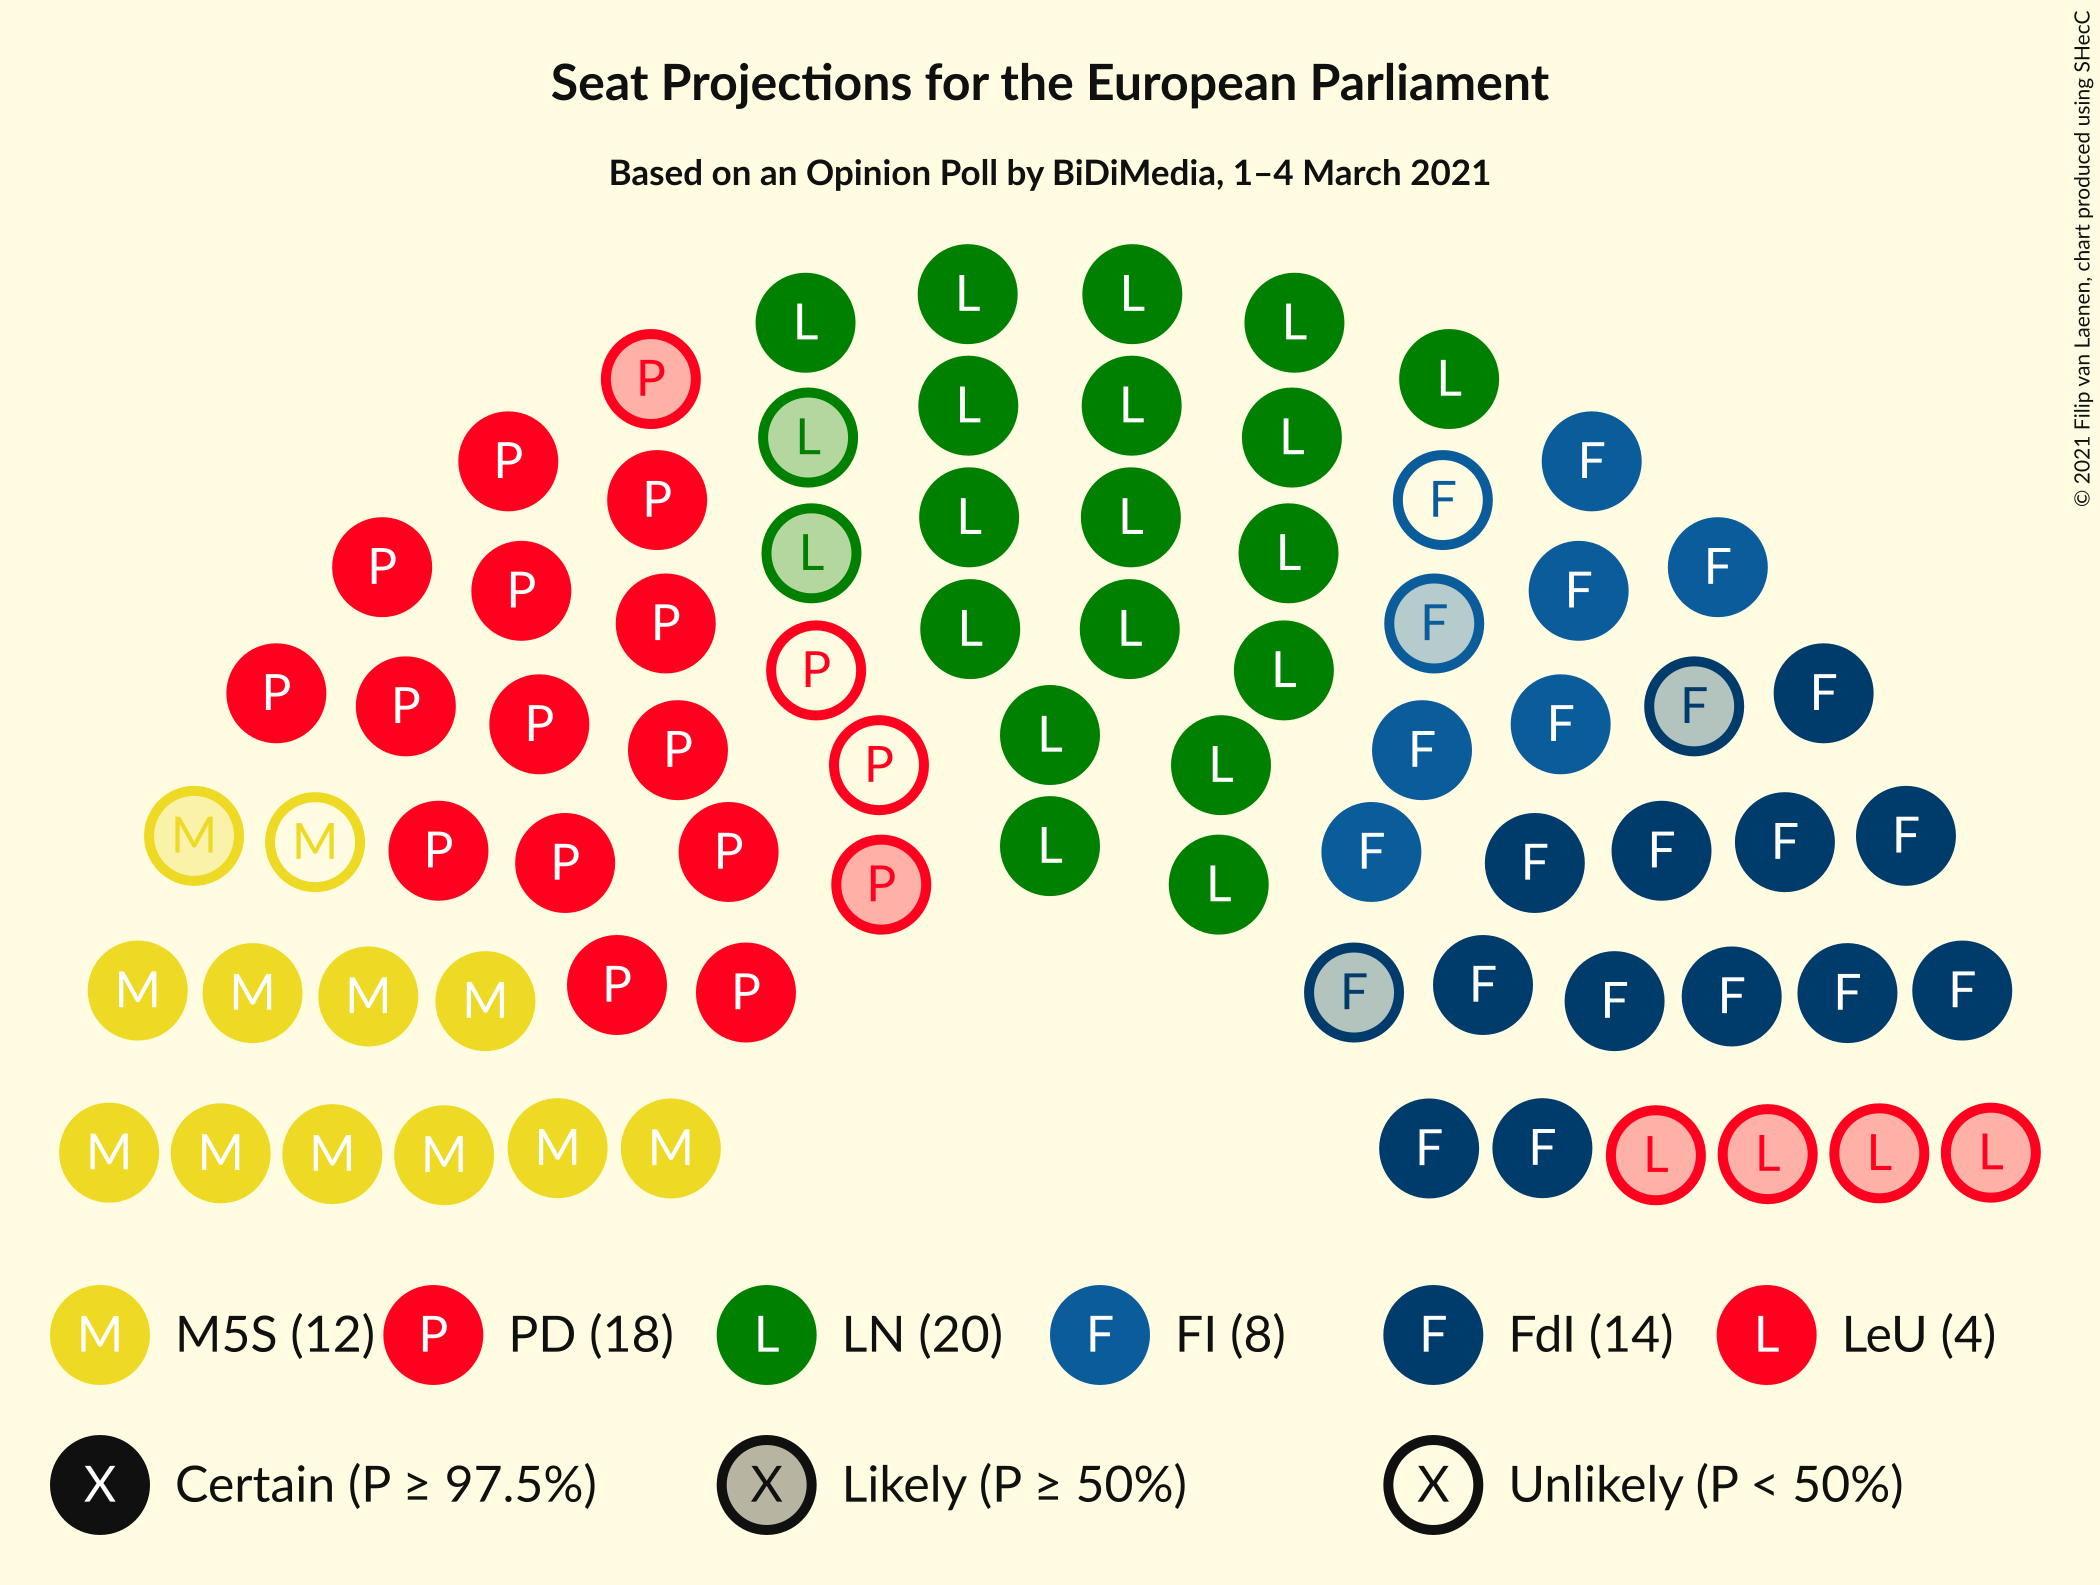 Seat Projections for the European Parliament
Based on an Opinion Poll by BiDiMedia, 1–4 March 2021
© 2021 Filip van Laenen, chart produced using SHecC
L L
L L
P L
L L
L L
P F
L L
P F
P L L
L L
P F
P F
P L F
P L L
P L
P F
P P F F
P F
P F
L
P L
M F
M F
P L F
P P F F
P L
M F
M F
M F
M F
P F
P F
M F
M F
M L
M L
M L
M L
M5S (12) PD (18) LN (20) FI (8) FdI (14) LeU (4)
X Certain (P ≥ 97.5%) X Likely (P ≥ 50%) X Unlikely (P < 50%)